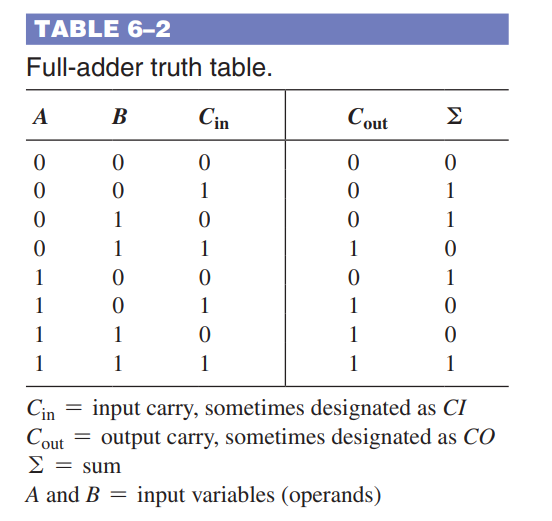 TABLE 6–2
Full-adder truth table.
A B Cin Cout Σ
0 0 0 0 0
0 0 1 0 1
0 1 0 0 1
0 1 1 1 0
1 0 0 0 1
1 0 1 1 0
1 1 0 1 0
1 1 1 1 1
Cin = input carry, sometimes designated as CI
Cout = output carry, sometimes designated as CO
Σ = sum
A and B = input variables (operands)